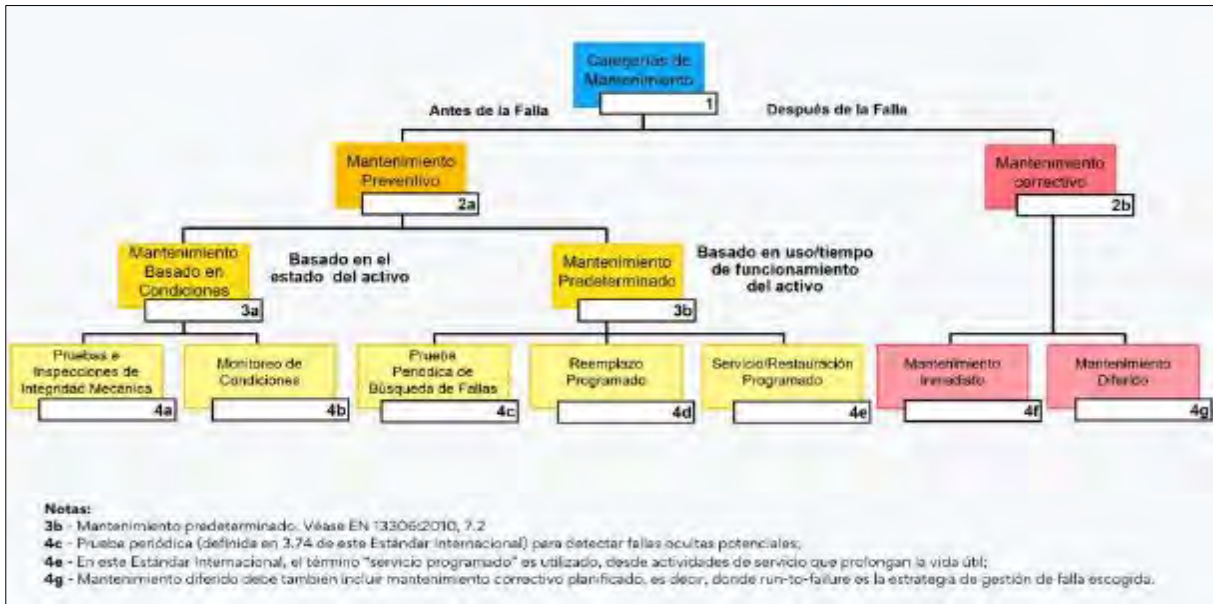 Categorías de
Mantenimiento
1
Antes de la Falla
Después de la Falla
Mantenimiento
Preventivo
2a
Mantenimiento
correctivo
2b
Mantenimiento
Basado en
Condiciones
3a
Basado en el
estado del activo
Mantenimiento
Predeterminado
3b
Basado en uso/tiempo
de funcionamiento
del activo
Pruebas e
Inspecciones de
Integridad Mecánica
4a
Monitoreo de
Condiciones
4b
Prueba
Periódica de
Búsqueda de Fallas
4c
Reemplazo
Programado
4d
Servicio/Restauración
Programado
4e
Mantenimiento
Inmediato
4f
Mantenimiento
Diferido
4g
Notas:
3b - Mantenimiento predeterminado. Véase EN 13306:2010, 7.2
4c - Prueba periódica (definida en 3.74 de este Estándar Internacional) para detectar fallas ocultas potenciales;
4e - En este Estándar Internacional, el término "servicio programado" es utilizado, desde actividades de servicio que prolongan la vida útil;
4g - Mantenimiento diferido debe también incluir mantenimiento correctivo planificado, es decir, donde run-to-failure es la estrategia de gestión de falla escogida.